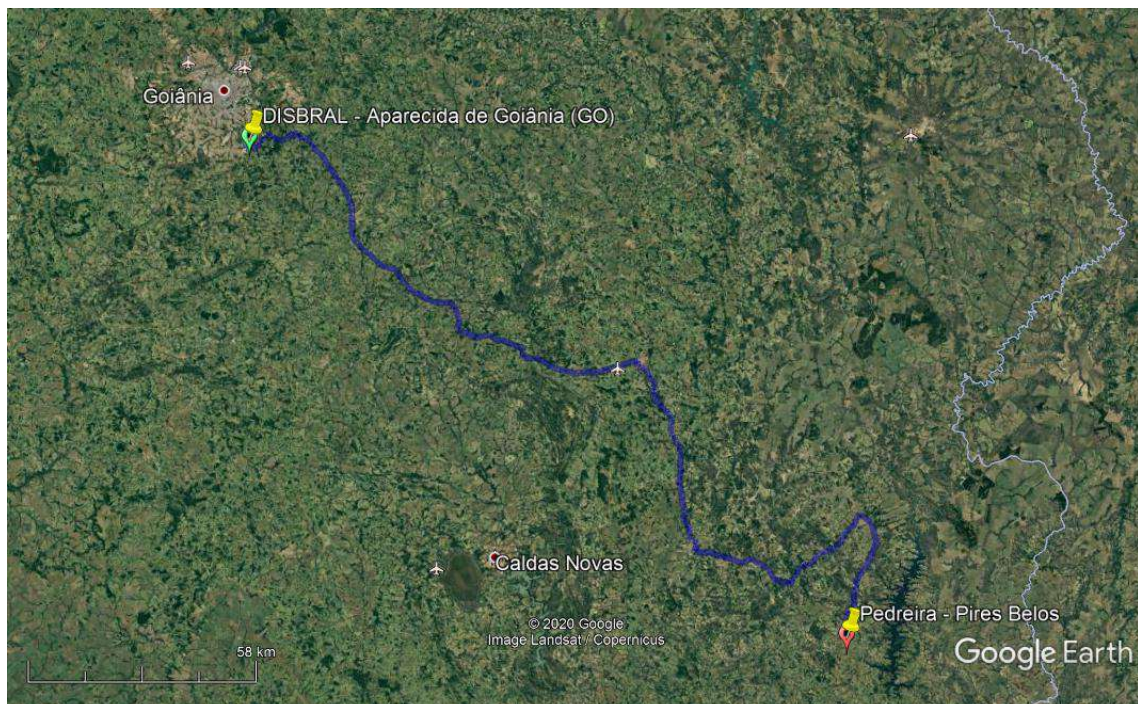 Goiânia
DISBRAL - Aparecida de Goiânia (GO)
Caldas Novas
Pedreira - Pires Belos
© 2020 Google
Image Landsat / Copernicus
58 km
Google Earth